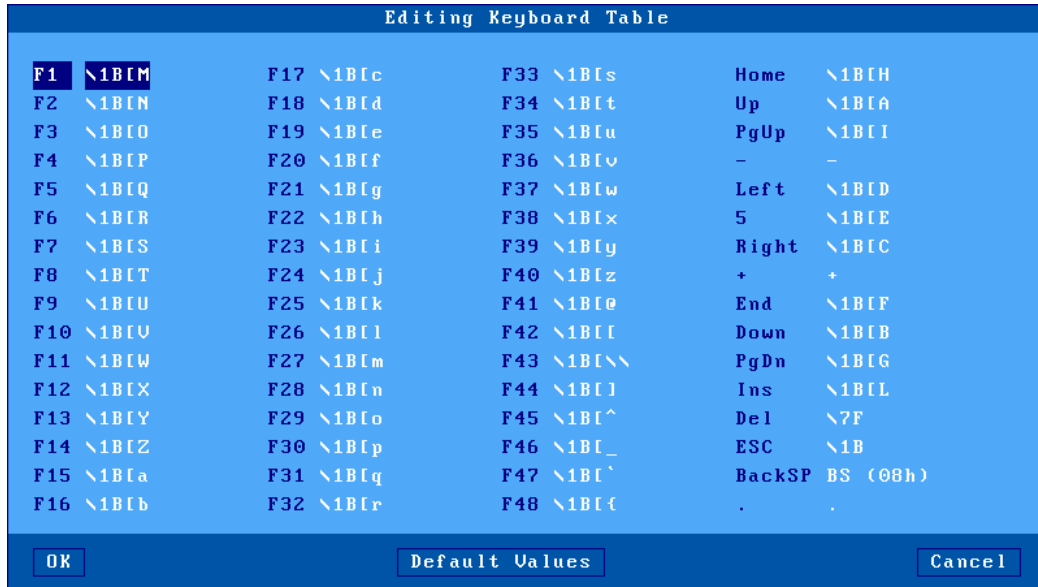 Editing Keyboard Table
F1 \1B[M F17 \1B[c F33 \1B[s Home \1B[H
F2 \1B[N F18 \1B[d F34 \1B[t Up \1B[A
F3 \1B[O F19 \1B[e F35 \1B[u PgUp \1B[I
F4 \1B[P F20 \1B[f F36 \1B[v - -
F5 \1B[Q F21 \1B[g F37 \1B[w Left \1B[D
F6 \1B[R F22 \1B[h F38 \1B[x 5 \1B[E
F7 \1B[S F23 \1B[i F39 \1B[y Right \1B[C
F8 \1B[T F24 \1B[j F40 \1B[z + +
F9 \1B[U F25 \1B[k F41 \1B[@ End \1B[F
F10 \1B[V F26 \1B[l F42 \1B[[ Down \1B[B
F11 \1B[W F27 \1B[m F43 \1B[\\ PgDn \1B[G
F12 \1B[X F28 \1B[n F44 \1B[] Ins \1B[L
F13 \1B[Y F29 \1B[o F45 \1B[^ Del \7F
F14 \1B[Z F30 \1B[p F46 \1B[_ ESC \1B
F15 \1B[a F31 \1B[q F47 \1B[` BackSP BS (08h)
F16 \1B[b F32 \1B[r F48 \1B[{ . .
OK Default Values Cancel